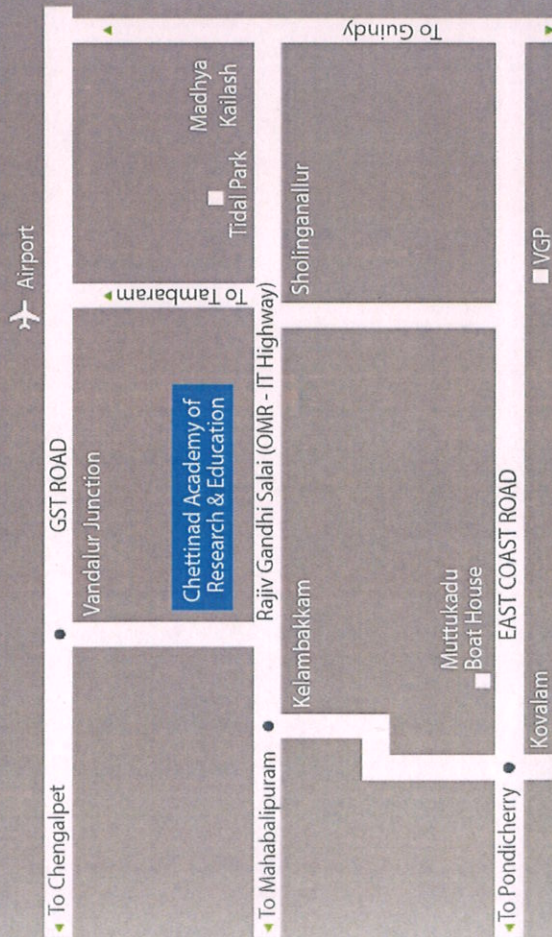 Airport
To Chengalpet
GST ROAD
Vandalur Junction
To Tambaram
Madhya
Kailash
Tidal Park
To Guindy
Chettinad Academy of
Research & Education
To Mahabalipuram
Rajiv Gandhi Salai (OMR - IT Highway)
Kelambakkam
Sholinganallur
Muttukadu
Boat House
To Pondicherry
EAST COAST ROAD
Kovalam
VGP